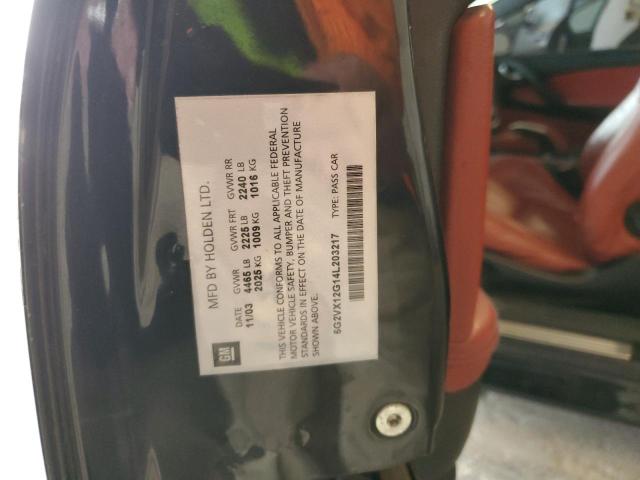 GM
MFD BY HOLDEN LTD.
DATE GVWR GVWR FRT GVWR RR
11/03 4465 LB 2225 LB 2240 LB
2025 KG 1009 KG 1016 KG
THIS VEHICLE CONFORMS TO ALL APPLICABLE FEDERAL
MOTOR VEHICLE SAFETY, BUMPER AND THEFT PREVENTION
STANDARDS IN EFFECT ON THE DATE OF MANUFACTURE
SHOWN ABOVE.
6G2VX12G14L203217 TYPE: PASS CAR